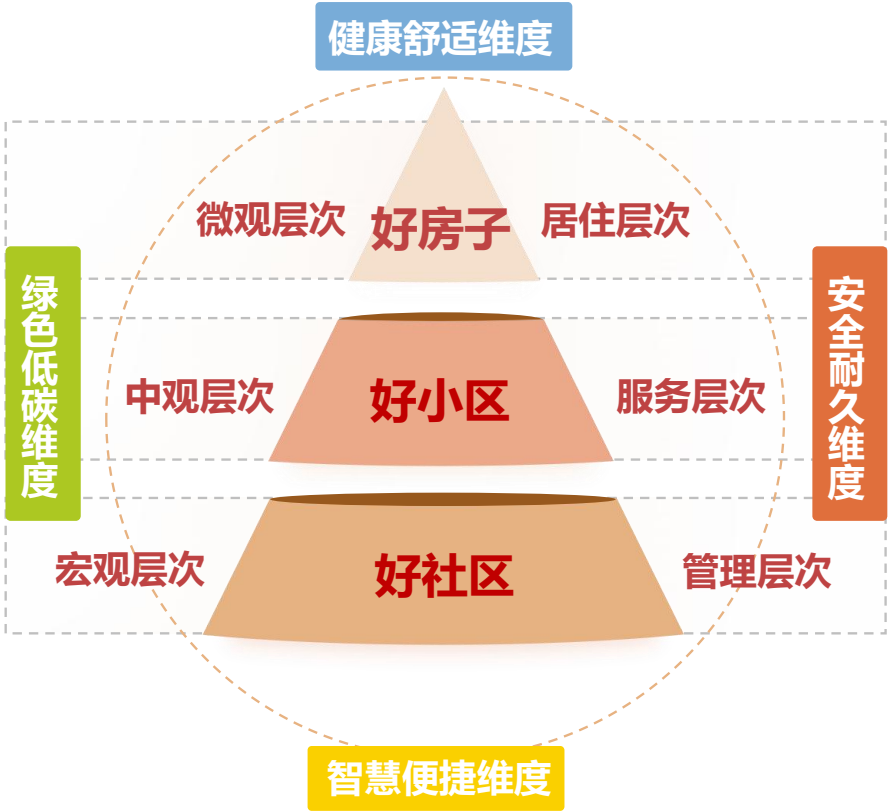 健康舒适维度
微观层次
好房子
居住层次
绿色低碳维度
安全耐久维度
中观层次
好小区
服务层次
宏观层次
好社区
管理层次
智慧便捷维度